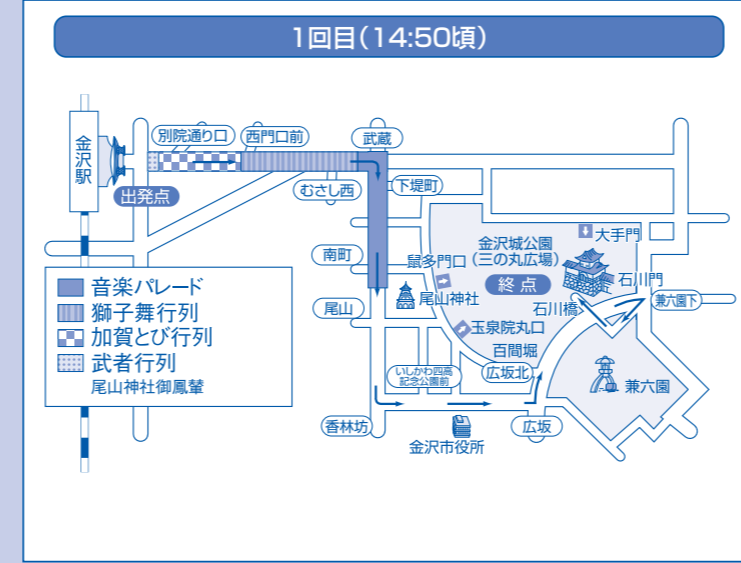 1回目(14:50頃)
金沢駅
別院通り口
西門口前
武蔵
出発点
むさし西
下堤町
南町
鼠多門口
金沢城公園
(三の丸広場)
終点
大手門
石川門
石川橋
兼六園下
尾山神社
尾山
玉泉院丸口
百間堀
いしかわ四高
記念公園前
広坂北
兼六園
香林坊
金沢市役所
広坂
音楽パレード
獅子舞行列
加賀とび行列
武者行列
尾山神社御鳳輦